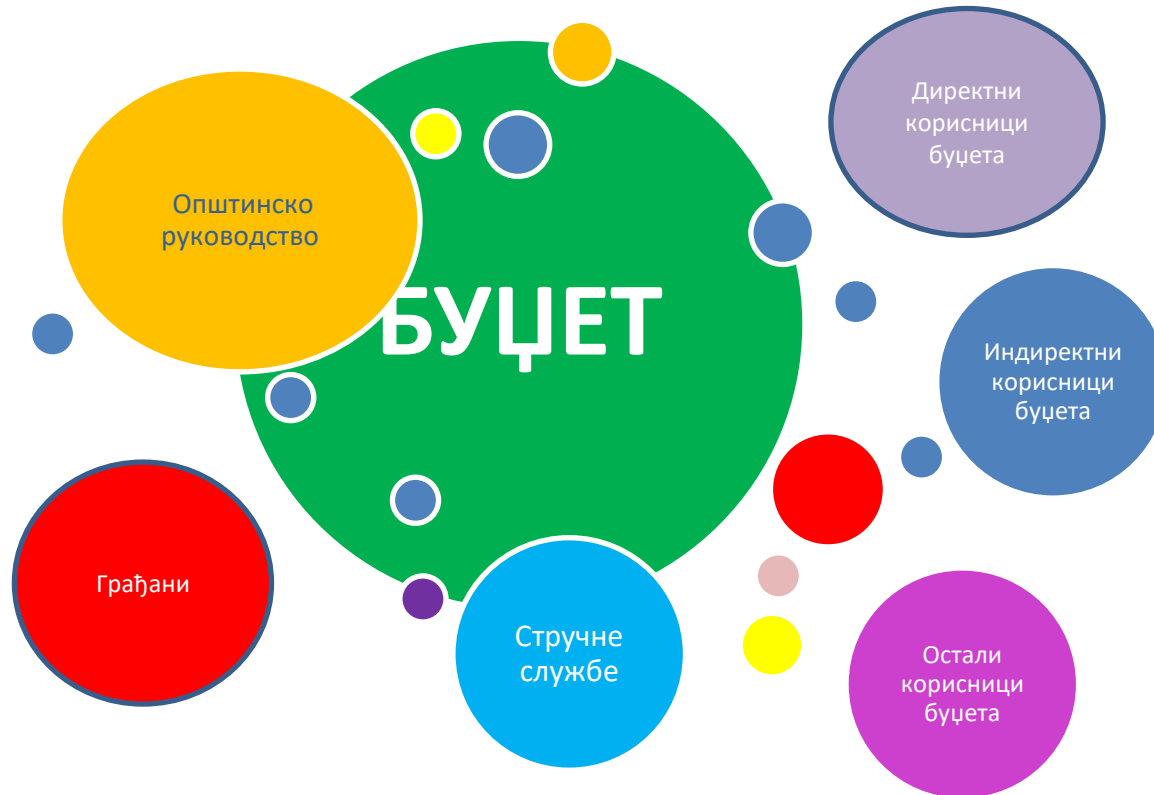 Директни
корисници
буџета
Општинско
руководство
БУЏЕТ
Индиректни
корисници
буџета
Грађани
Стручне
службе
Остали
корисници
буџета